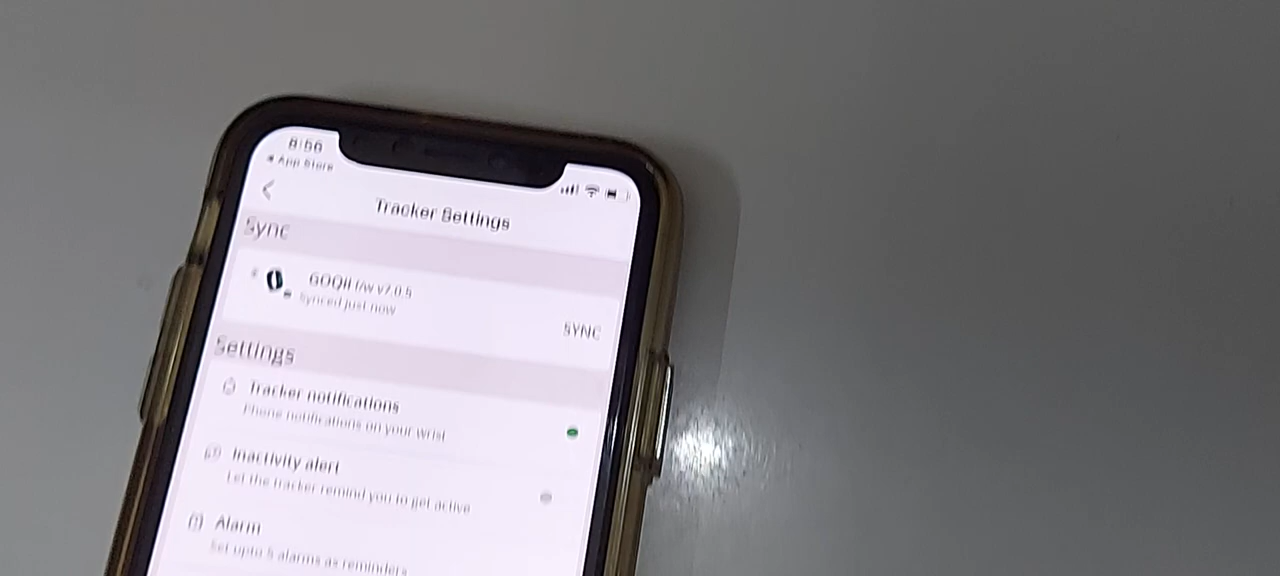 8:56
App Store
Tracker Settings
Sync
GOQii v7.0.5
Synced just now
SYNC
Settings
Tracker notifications
Phone notifications on your wrist
Inactivity alert
Let the tracker remind you to get active
Alarm
Set upto 5 alarms as reminders